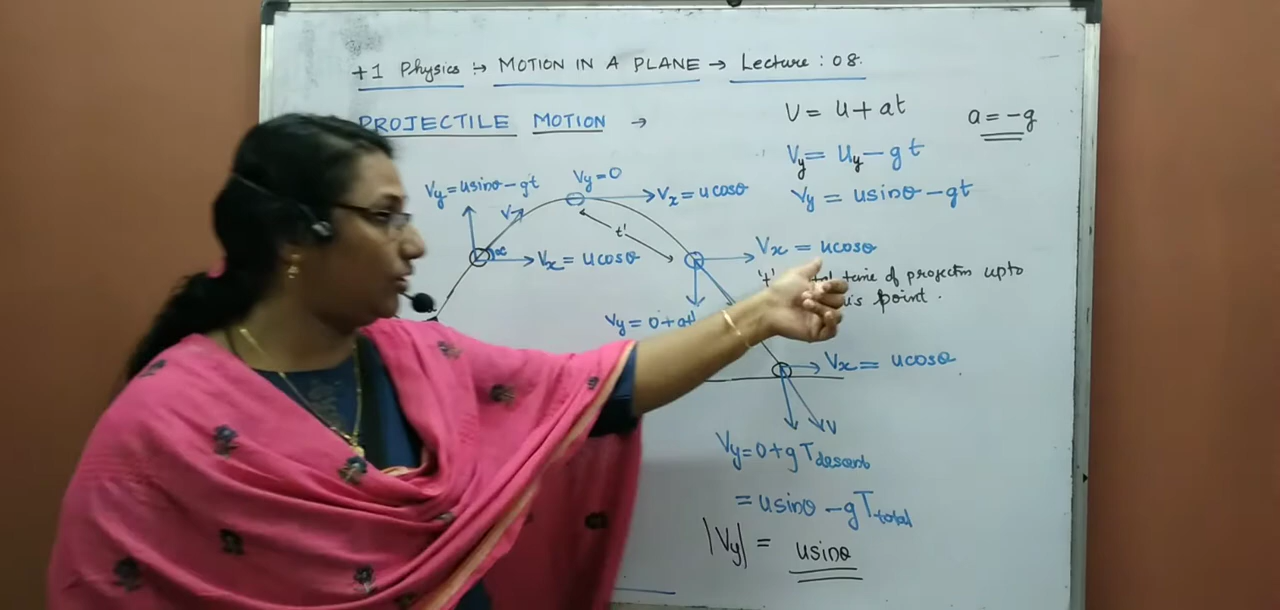 +1 Physics :→ MOTION IN A PLANE → Lecture : 08.
PROJECTILE MOTION →
V = u + at
a = -g
Vy = uy - gt
Vy = usinθ - gt
Vy = usinθ - gt
Vy = 0
Vx = ucosθ
V
α
Vx = ucosθ
t'
Vx = ucosθ
't' time of projectn upto
point.
Vy = 0 + at'
Vx = ucosθ
V
Vy = 0 + g Tdescent
= usinθ - g Ttotal
|Vy| = usinθ